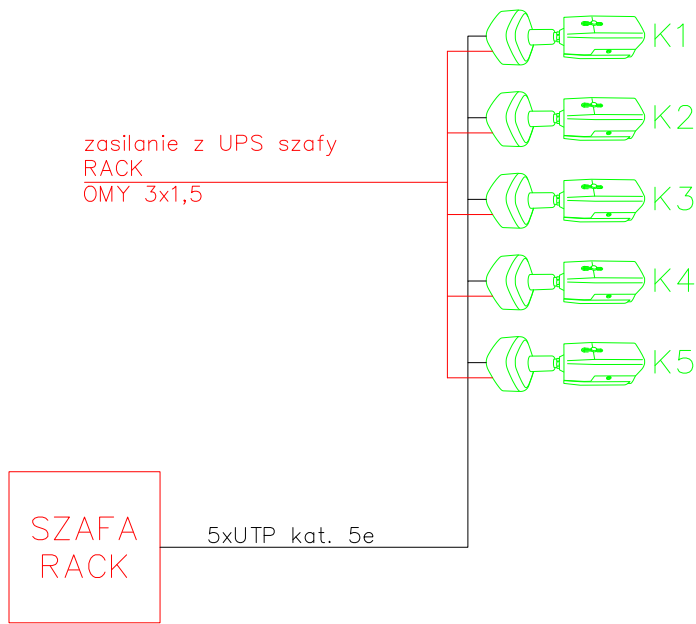 K1
K2
zasilanie z UPS szafy
RACK
OMY 3x1,5
K3
K4
K5
SZAFA
RACK
5xUTP kat. 5e